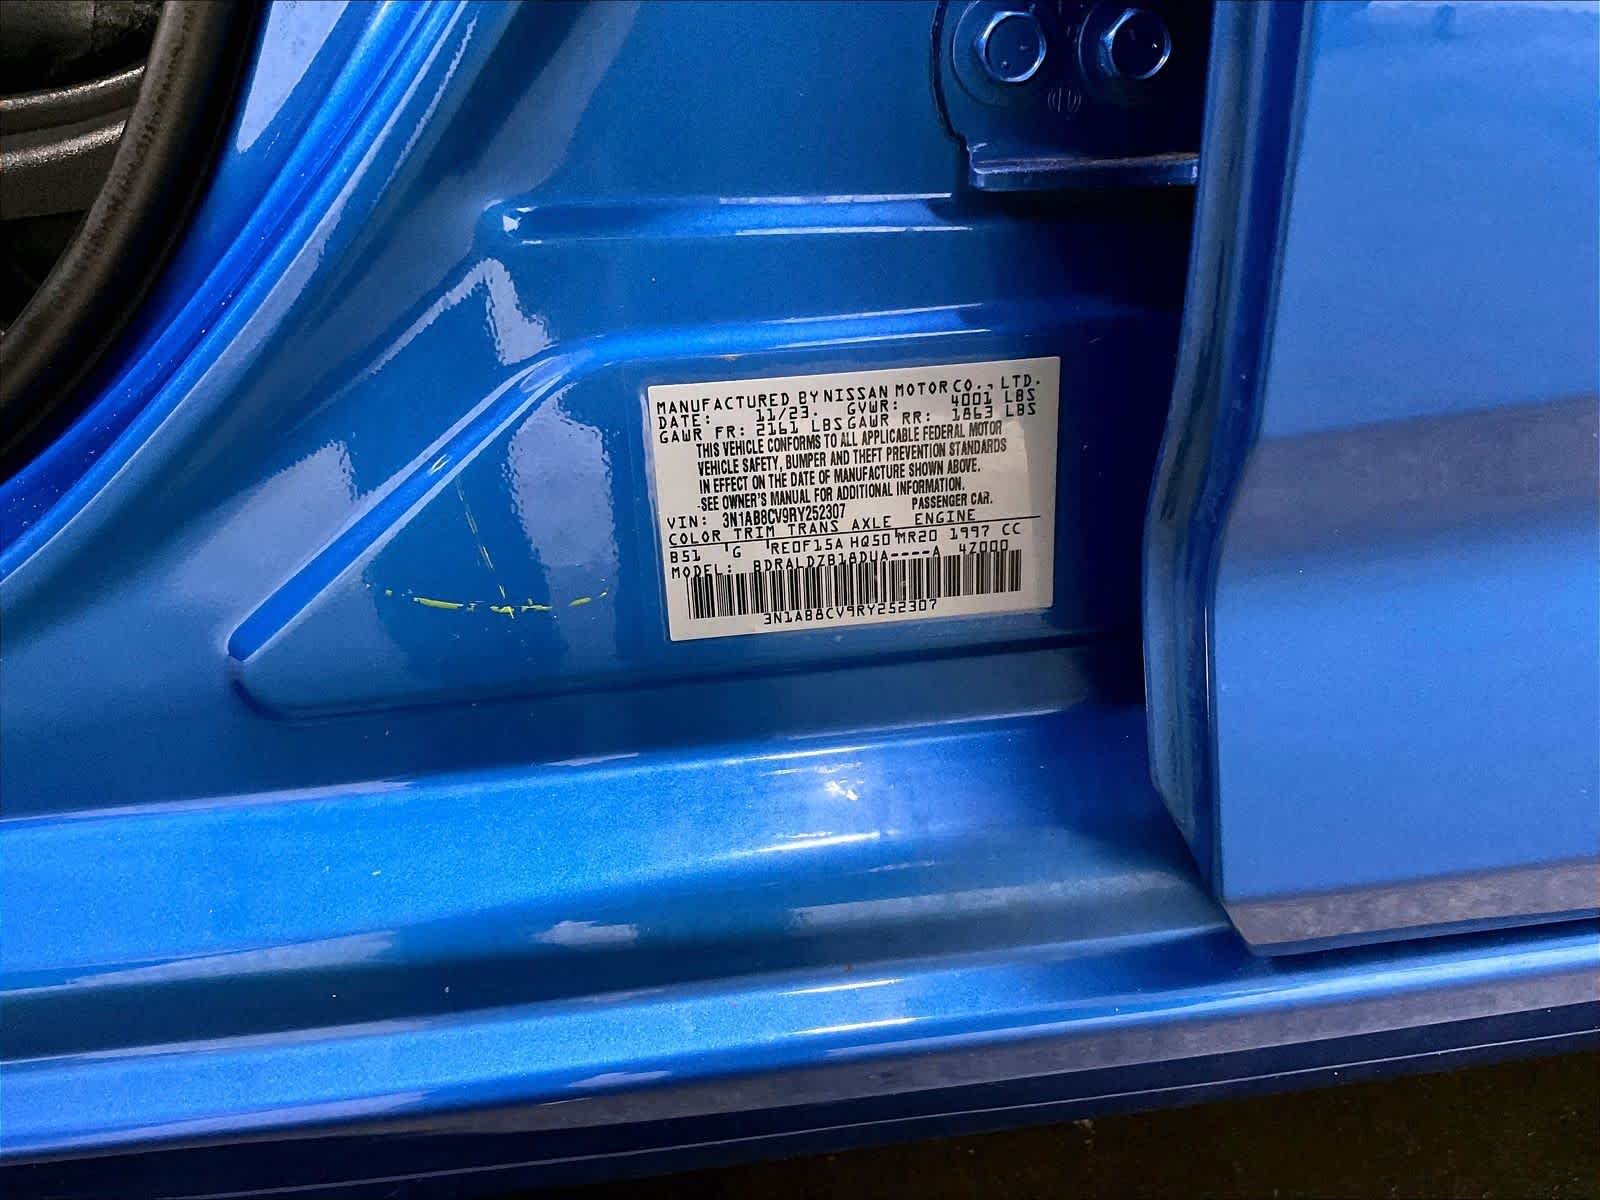 MANUFACTURED BY NISSAN MOTOR CO., LTD.
DATE: 11/23. GVWR: 4001 LBS
GAWR FR: 2161 LBS GAWR RR: 1863 LBS
THIS VEHICLE CONFORMS TO ALL APPLICABLE FEDERAL MOTOR
VEHICLE SAFETY, BUMPER AND THEFT PREVENTION STANDARDS
IN EFFECT ON THE DATE OF MANUFACTURE SHOWN ABOVE.
SEE OWNER'S MANUAL FOR ADDITIONAL INFORMATION.
VIN: 3N1AB8CV9RY252307 PASSENGER CAR.
COLOR TRIM TRANS AXLE ENGINE
B51 G RE0F15A HQ50 MR20 1997 CC
MODEL: BDRALDZB18DUA----A 4Z000
3N1AB8CV9RY252307